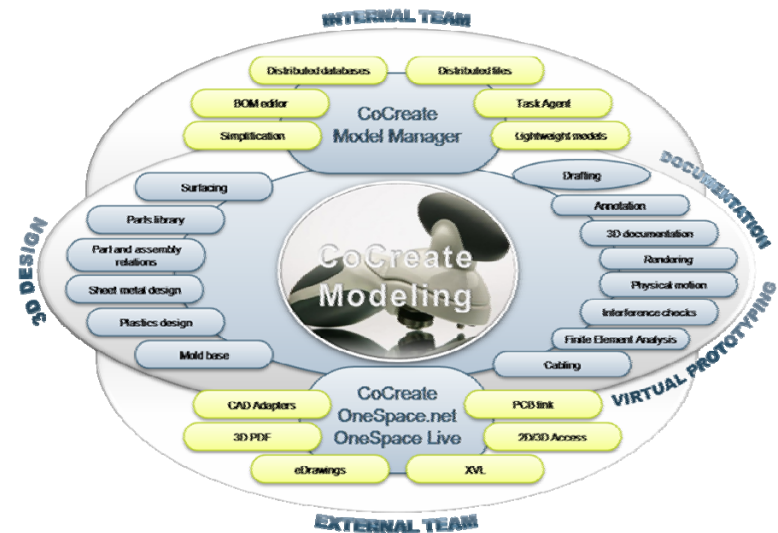 INTERNAL TEAM
Distributed databases
Distributed files
BOM editor
Task Agent
Simplification
Lightweight models
CoCreate
Model Manager
3D DESIGN
Surfacing
Parts library
Part and assembly
relations
Sheet metal design
Plastics design
Mold base
CoCreate
Modeling
DOCUMENTATION
Drafting
Annotation
3D documentation
Rendering
Physical motion
Interference checks
Finite Element Analysis
Cabling
VIRTUAL PROTOTYPING
CoCreate
OneSpace.net
OneSpace Live
CAD Adapters
3D PDF
eDrawings
PCB link
2D/3D Access
XVL
EXTERNAL TEAM